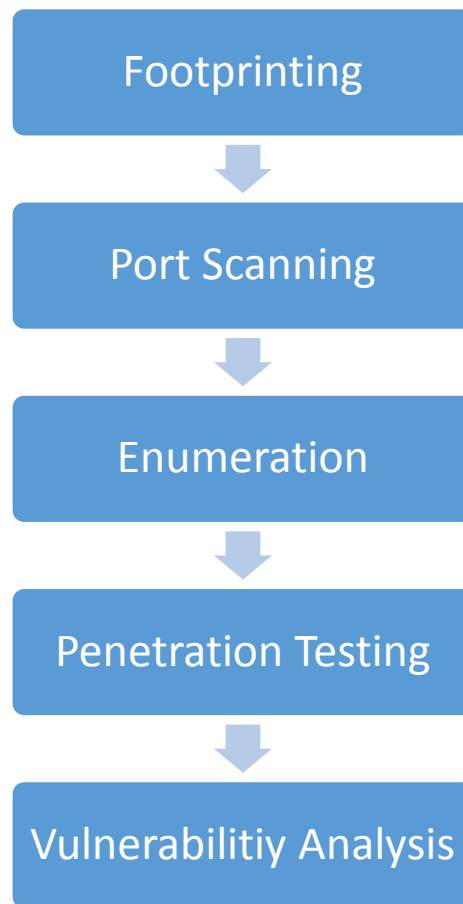 Footprinting
Port Scanning
Enumeration
Penetration Testing
Vulnerabilitiy Analysis